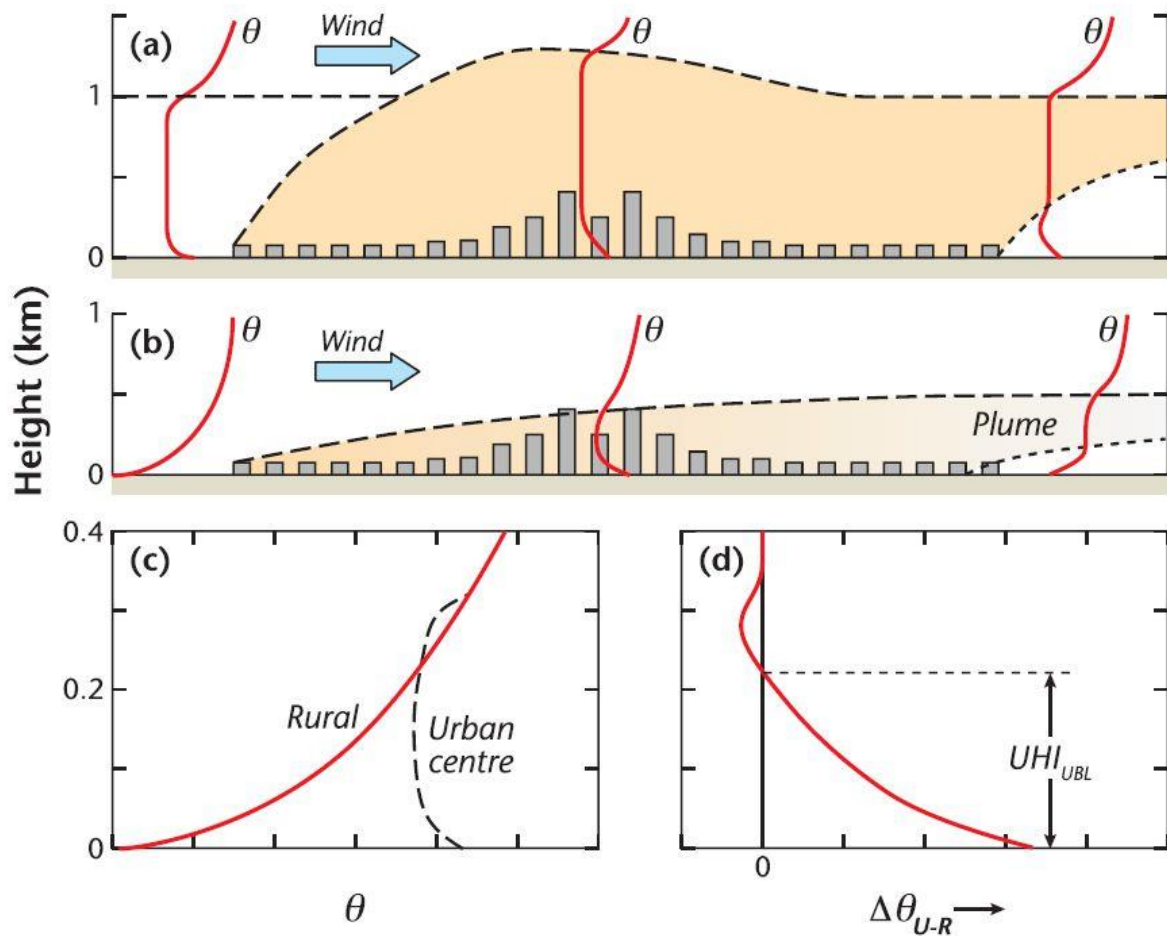 (a)
θ
Wind
θ
θ
1
0
Height (km)
1
(b)
θ
Wind
θ
θ
Plume
0
0.4
(c)
Rural
Urban
centre
0.2
0
θ
(d)
UHI_UBL
0
Δθ_U-R